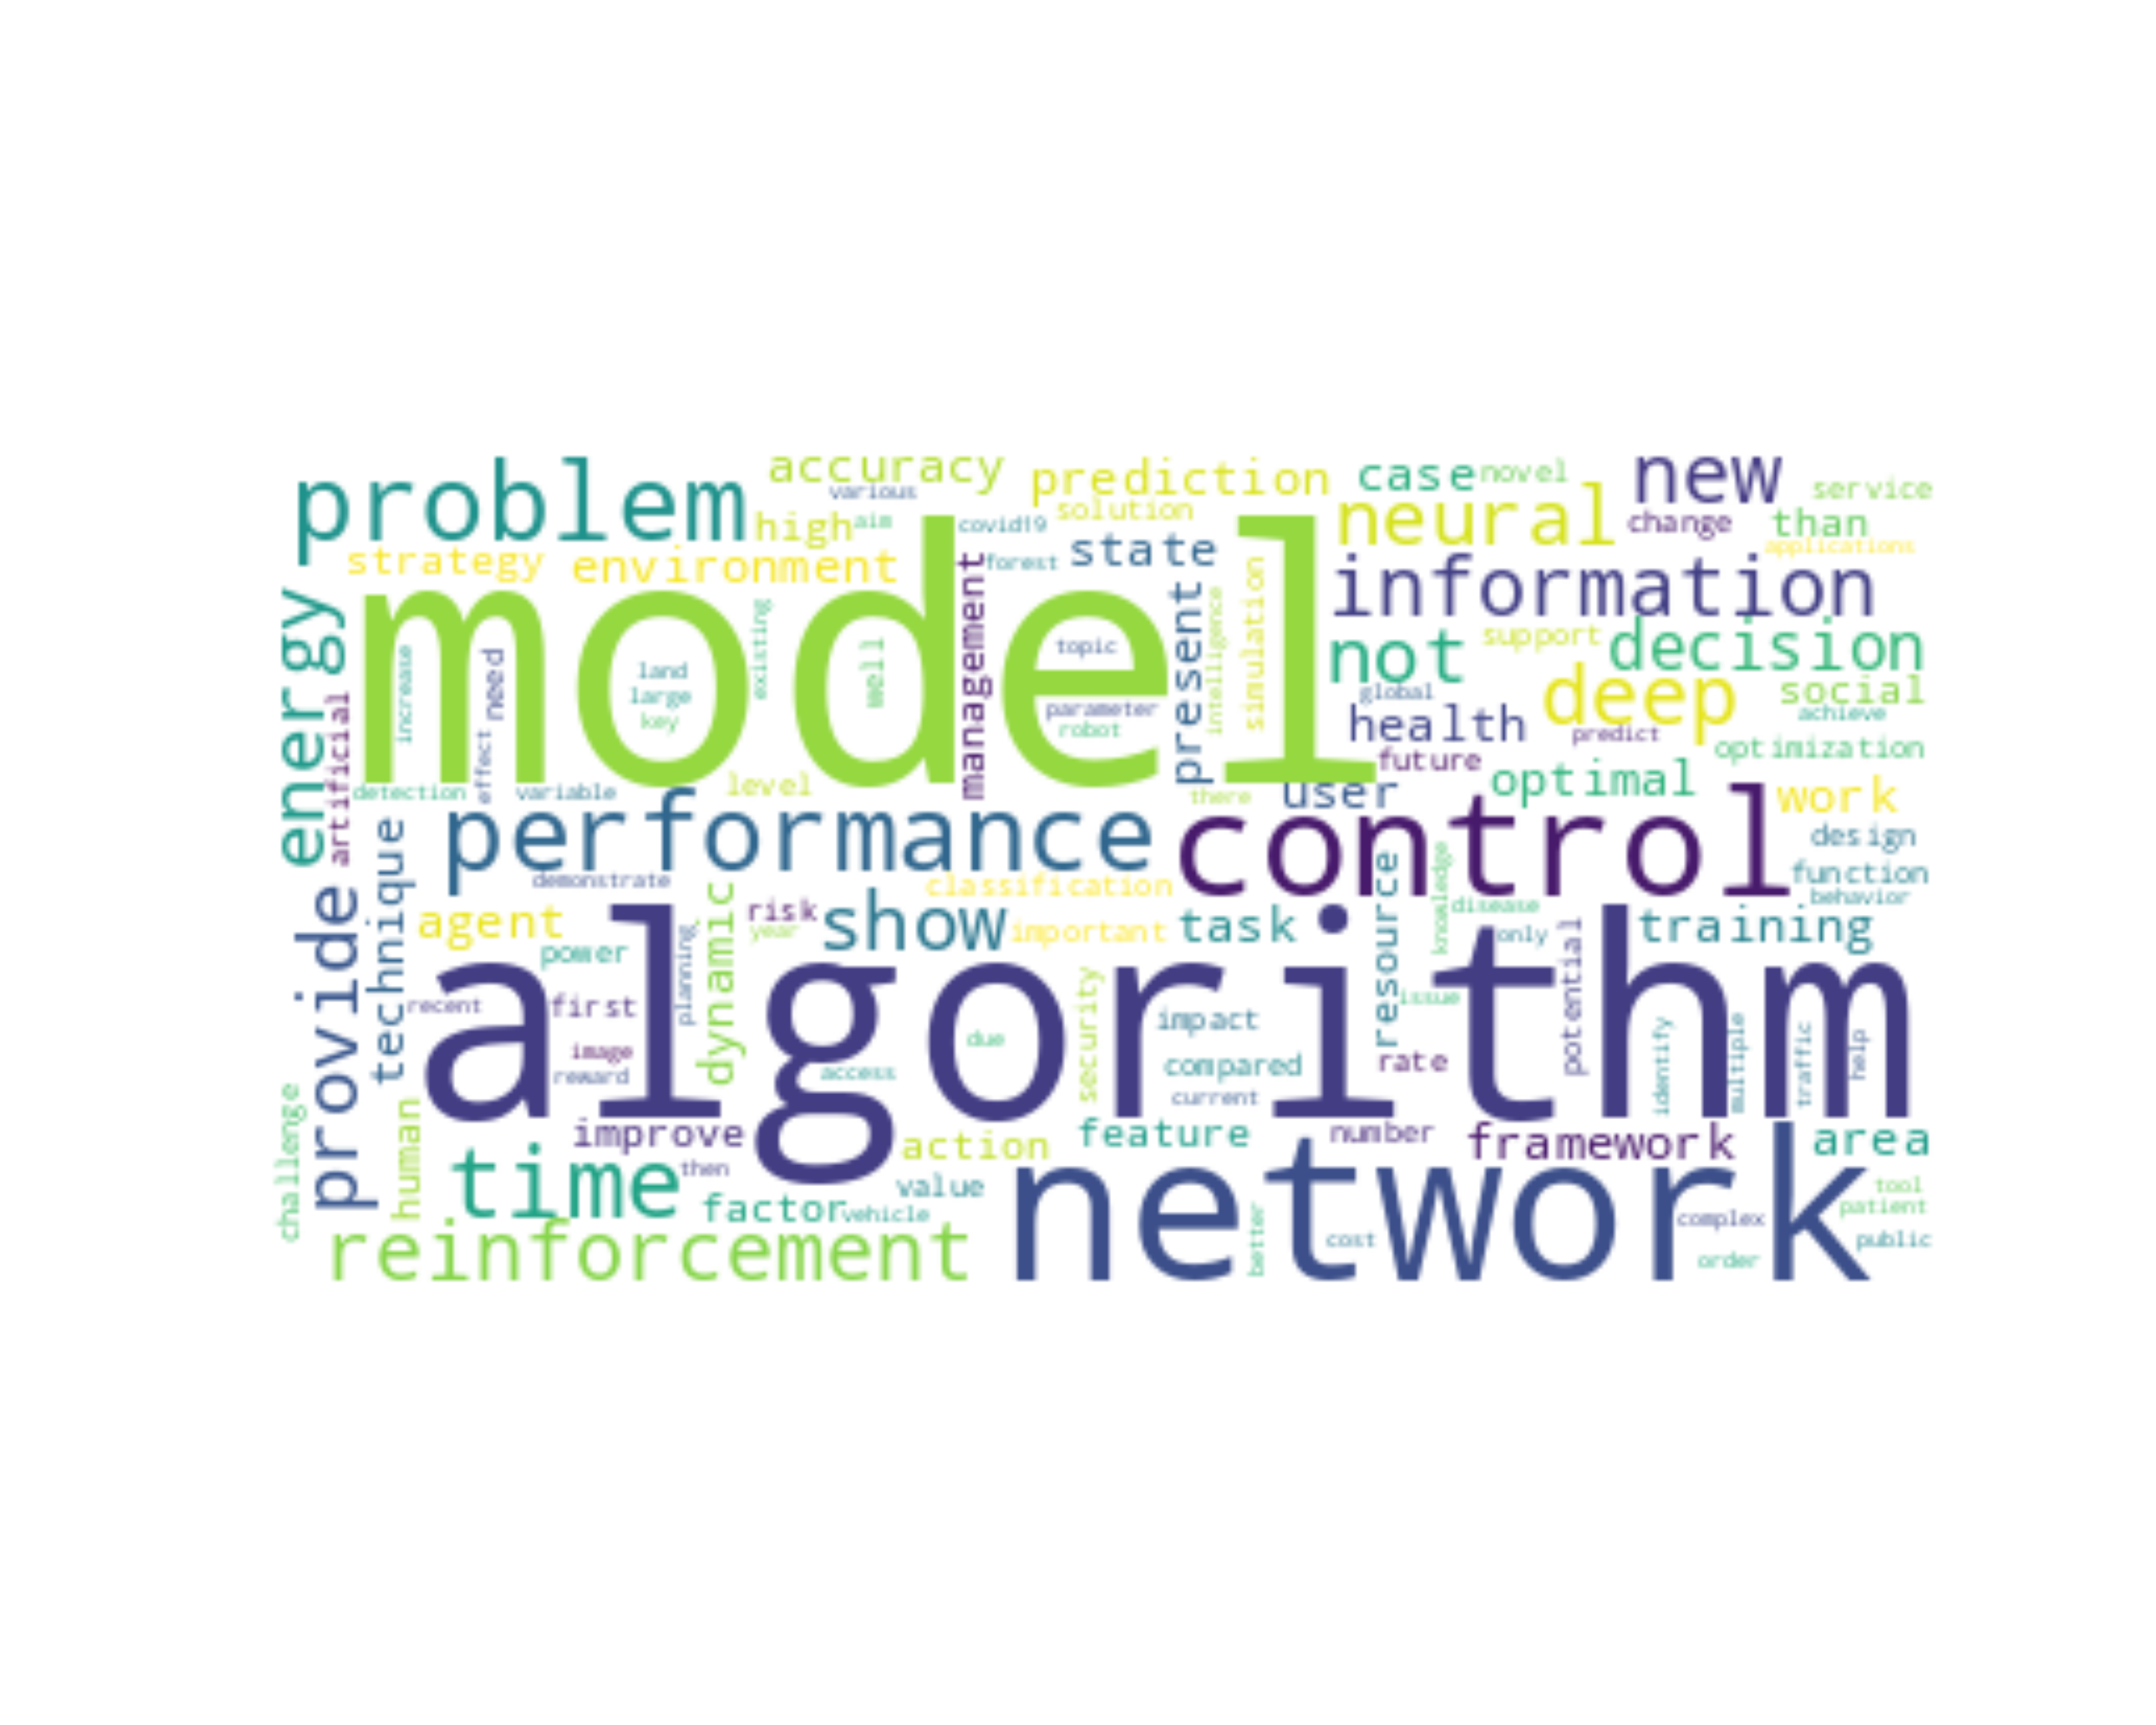 problem
accuracy
various
prediction
case
novel
new
service
high
aim
covid19
solution
neural
change
than
applications
strategy
environment
forest
state
information
energy
model
management
present
intelligence
simulation
not
support
decision
increase
need
land
large
key
existing
well
topic
parameter
robot
global
health
deep
social
achieve
predict
optimization
artificial
detection
effect
variable
level
there
user
future
optimal
work
performance
control
design
function
behavior
provide
technique
demonstrate
classification
resource
knowledge
disease
agent
power
dynamic
risk
year
show
important
task
only
training
planning
algorithm
recent
first
image
reward
access
due
security
impact
compared
current
issue
rate
potential
identify
multiple
traffic
help
challenge
human
improve
action
feature
number
framework
area
time
then
factor
vehicle
value
network
better
cost
complex
order
tool
patient
public
reinforcement